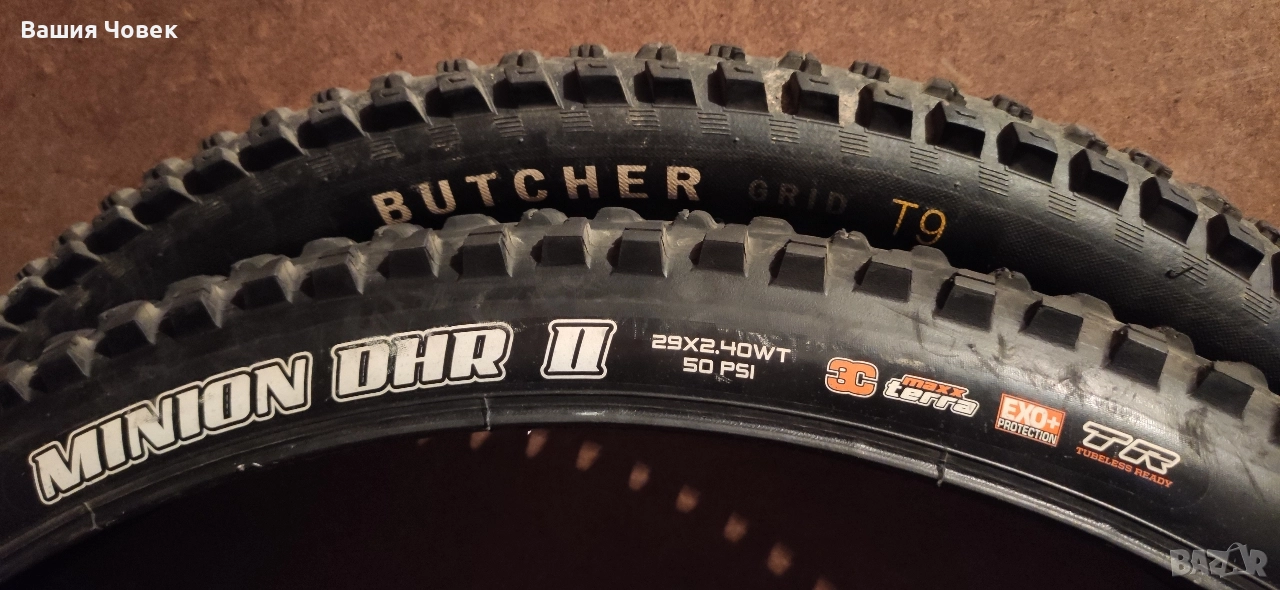 Вашия Човек
BUTCHER GRID T9
MINION DHR II
29X2.40WT
50 PSI
3C maxx terra
EXO+
PROTECTION
TR
TUBELESS READY
BAZAR